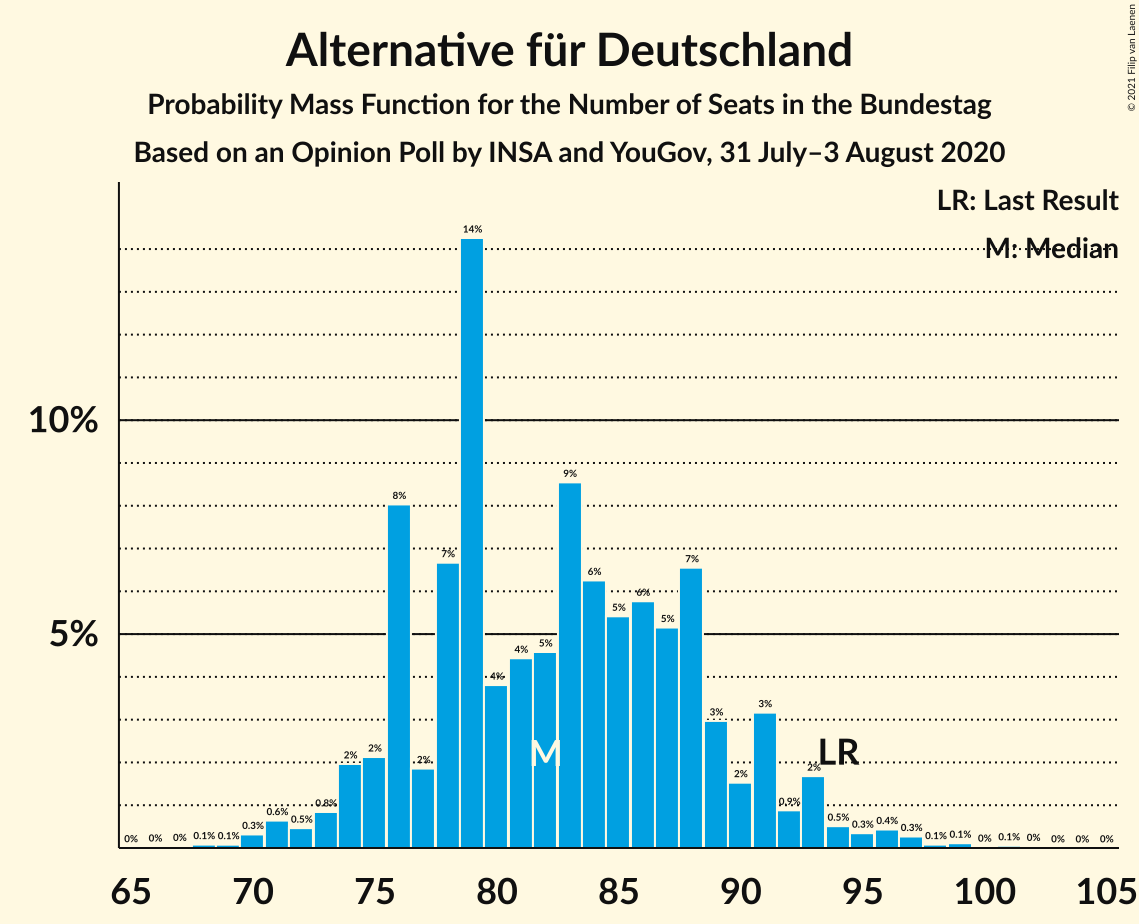 Alternative für Deutschland
Probability Mass Function for the Number of Seats in the Bundestag
Based on an Opinion Poll by INSA and YouGov, 31 July–3 August 2020
© 2021 Filip van Laenen
LR: Last Result
M: Median
10%
5%
0% 0% 0% 0.1% 0.1% 0.3% 0.6% 0.5% 0.8% 2% 2% 8% 2% 7% 14% 4% 4% 5% 9% 6% 5% 6% 5% 7% 3% 2% 3% 0.9% 2% 0.5% 0.3% 0.4% 0.3% 0.1% 0.1% 0% 0.1% 0% 0% 0% 0%
M LR
65 70 75 80 85 90 95 100 105